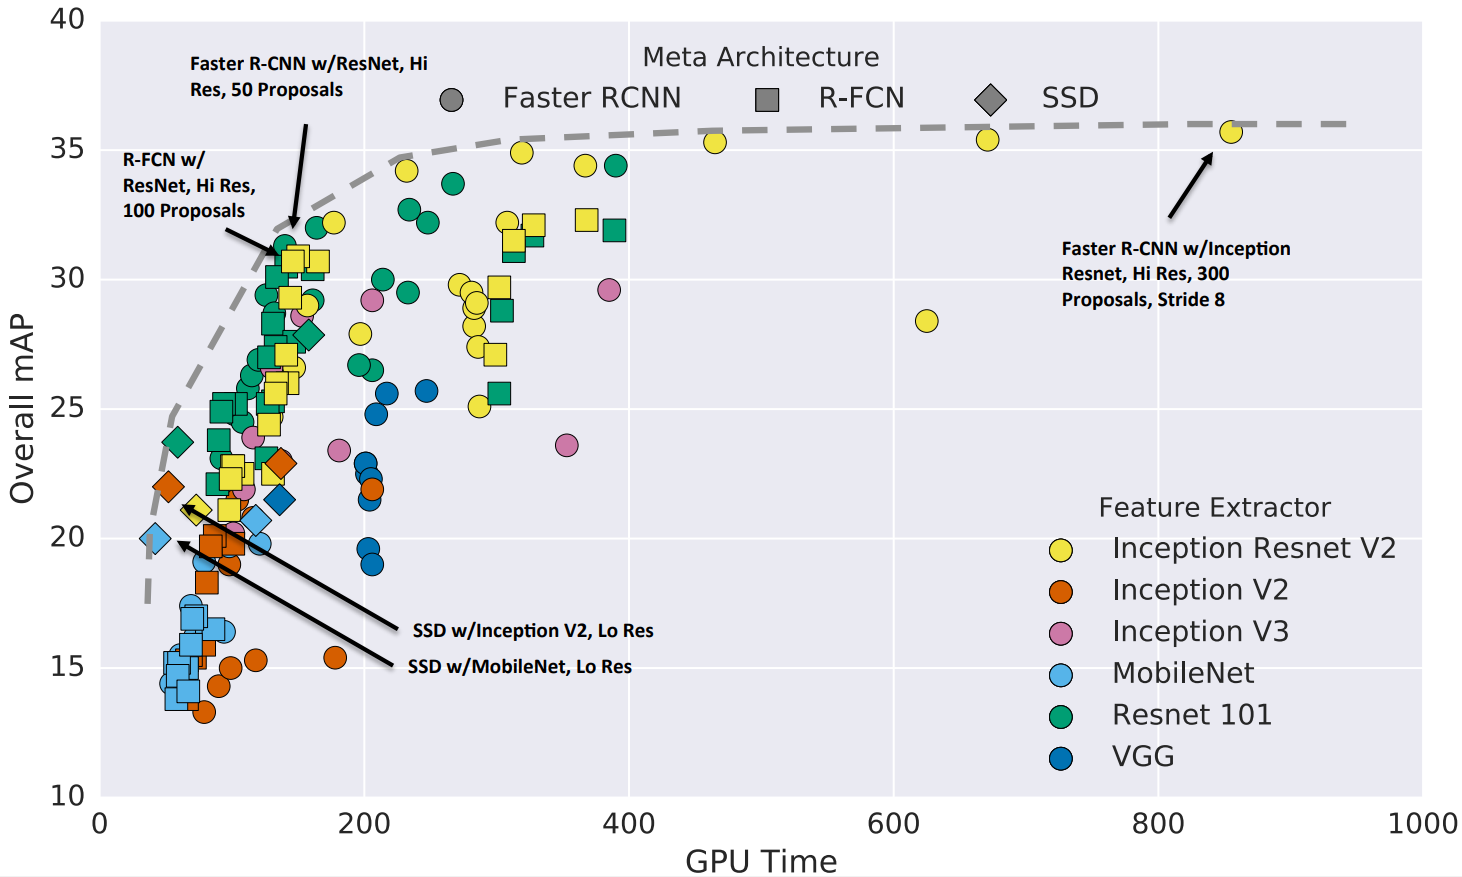 40
35
30
25
20
15
10
Overall mAP
0
200
400
600
800
1000
GPU Time
Meta Architecture
Faster RCNN
R-FCN
SSD
Faster R-CNN w/ResNet, Hi
Res, 50 Proposals
R-FCN w/
ResNet, Hi Res,
100 Proposals
Faster R-CNN w/Inception
Resnet, Hi Res, 300
Proposals, Stride 8
SSD w/Inception V2, Lo Res
SSD w/MobileNet, Lo Res
Feature Extractor
Inception Resnet V2
Inception V2
Inception V3
MobileNet
Resnet 101
VGG